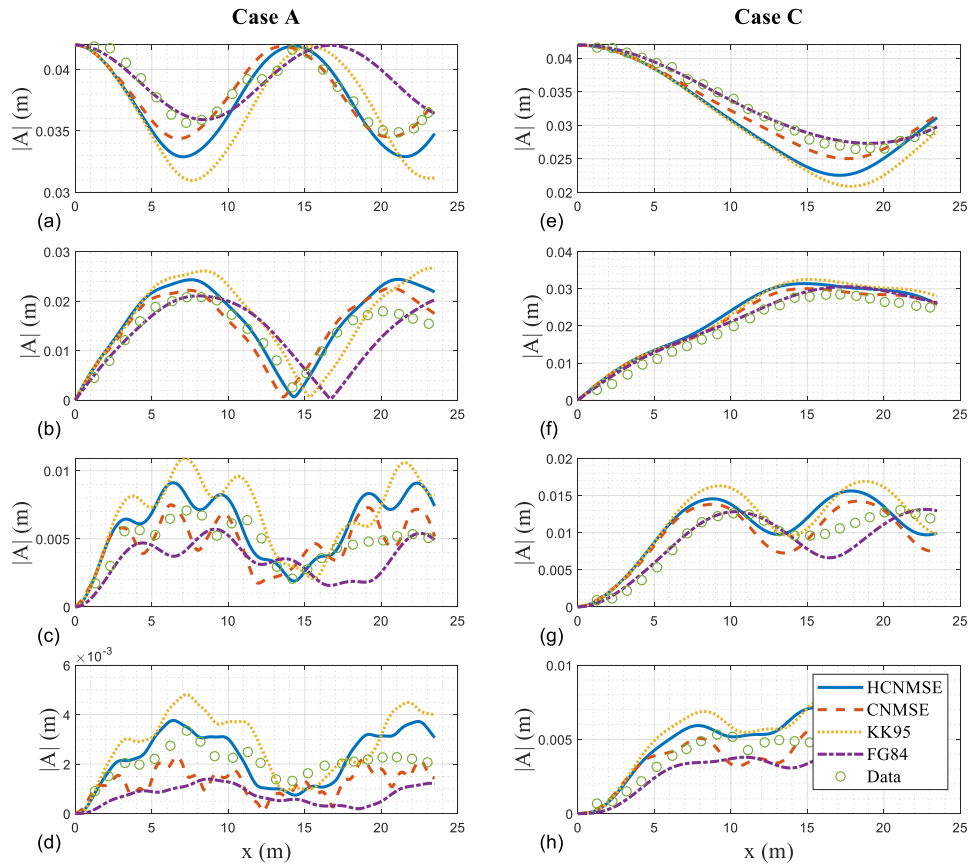 Case A
Case C
|A| (m)
0.04
0.035
0.03
0 5 10 15 20 25
(a)
|A| (m)
0.04
0.035
0.03
0.025
0.02
0 5 10 15 20 25
(e)
|A| (m)
0.03
0.02
0.01
0
0 5 10 15 20 25
(b)
|A| (m)
0.04
0.03
0.02
0.01
0
0 5 10 15 20 25
(f)
|A| (m)
0.01
0.005
0
0 5 10 15 20 25
(c)
|A| (m)
0.02
0.015
0.01
0.005
0
0 5 10 15 20 25
(g)
×10-3
|A| (m)
6
4
2
0
0 5 10 15 20 25
(d)
x (m)
|A| (m)
0.01
0.005
0
0 5 10 15 20 25
(h)
x (m)
HCNMSE
CNMSE
KK95
FG84
Data